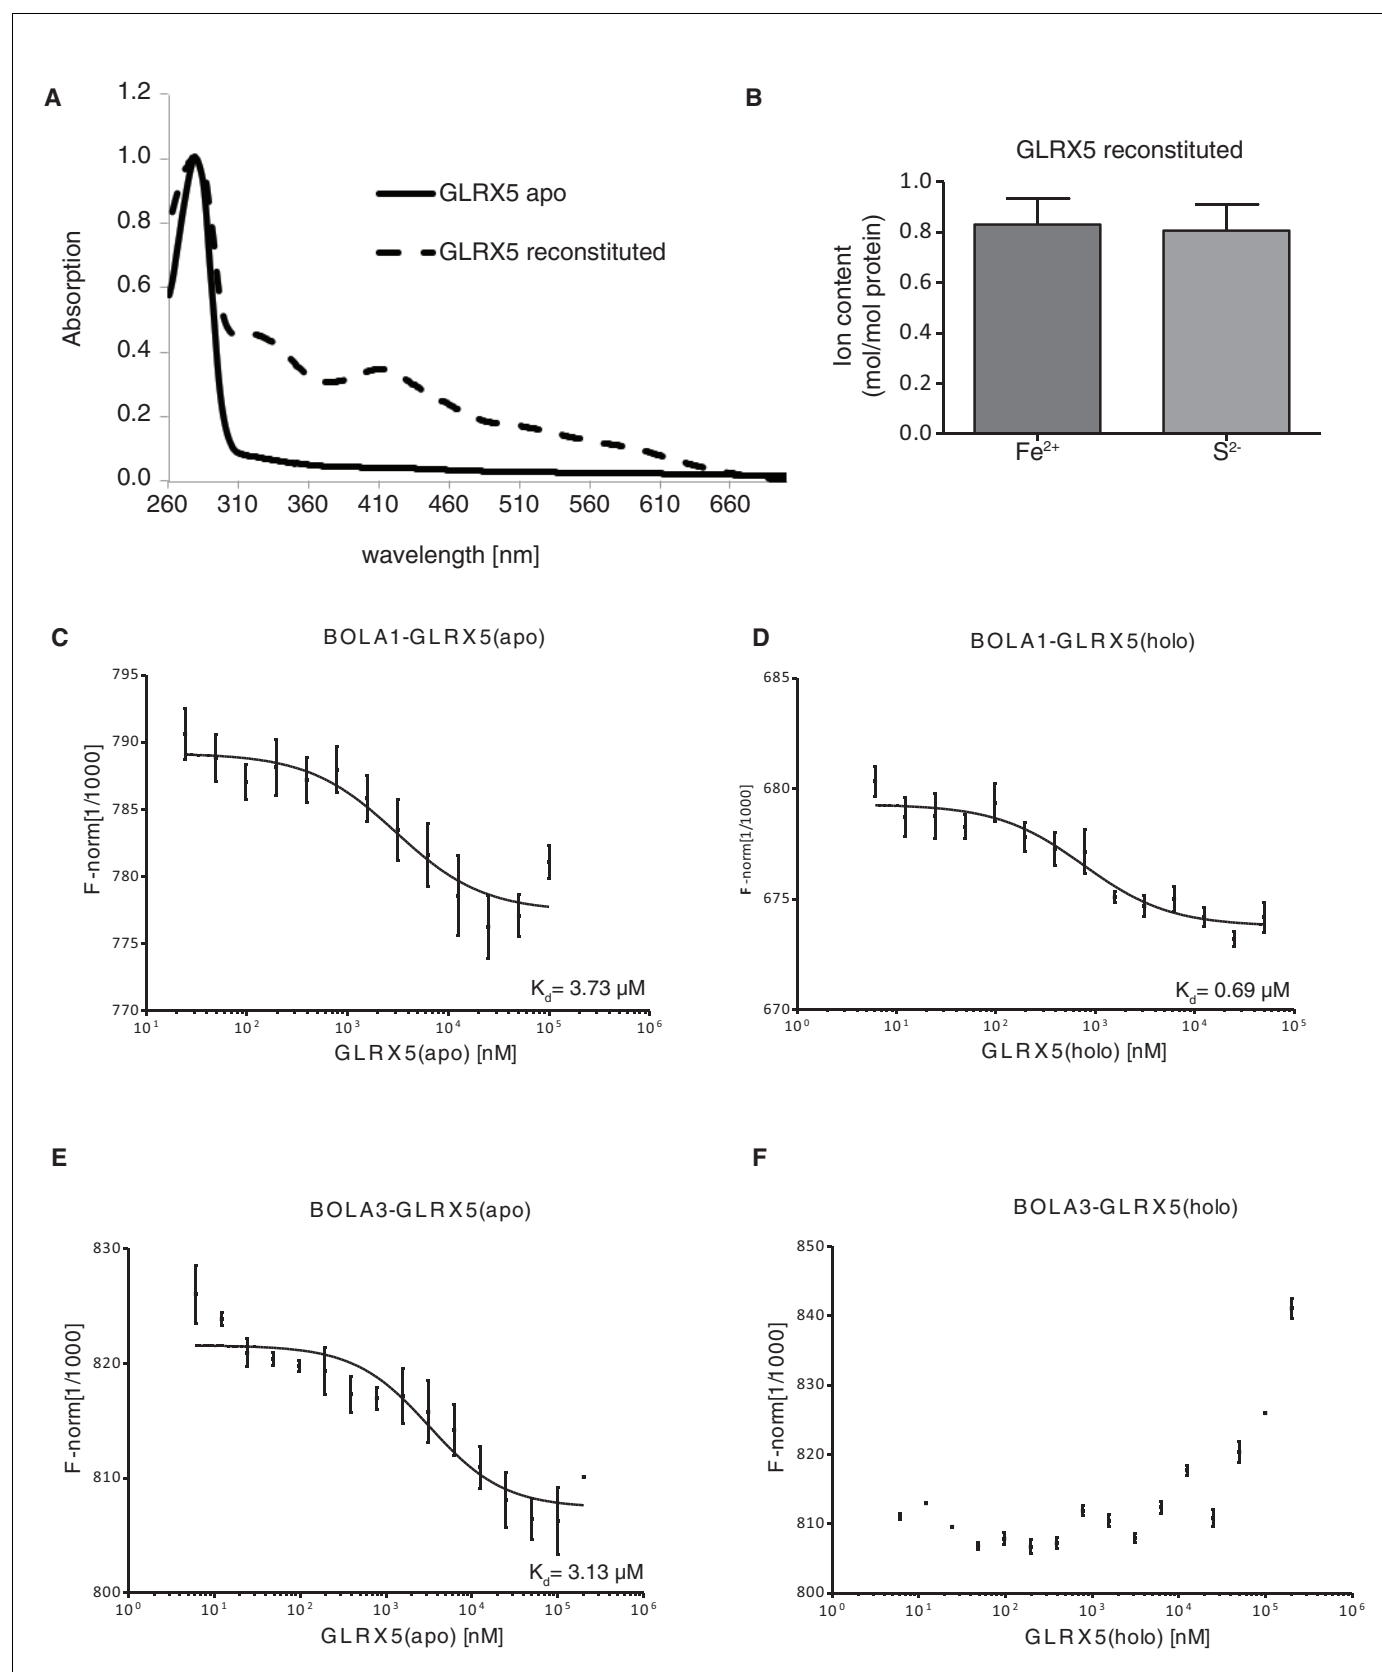 A
1.2
1.0
0.8
0.6
0.4
0.2
0.0
Absorption
GLRX5 apo
GLRX5 reconstituted
260 310 360 410 460 510 560 610 660
wavelength [nm]
B
GLRX5 reconstituted
1.0
0.8
0.6
0.4
0.2
0.0
Ion content
(mol/mol protein)
Fe²⁺ S²⁻
C
BOLA1-GLRX5(apo)
795
790
785
780
775
770
F-norm[1/1000]
K_d= 3.73 µM
10¹ 10² 10³ 10⁴ 10⁵ 10⁶
GLRX5(apo) [nM]
D
BOLA1-GLRX5(holo)
685
680
675
670
F-norm[1/1000]
K_d= 0.69 µM
10⁰ 10¹ 10² 10³ 10⁴ 10⁵
GLRX5(holo) [nM]
E
BOLA3-GLRX5(apo)
830
820
810
800
F-norm[1/1000]
K_d= 3.13 µM
10⁰ 10¹ 10² 10³ 10⁴ 10⁵ 10⁶
GLRX5(apo) [nM]
F
BOLA3-GLRX5(holo)
850
840
830
820
810
800
F-norm[1/1000]
10⁰ 10¹ 10² 10³ 10⁴ 10⁵ 10⁶
GLRX5(holo) [nM]